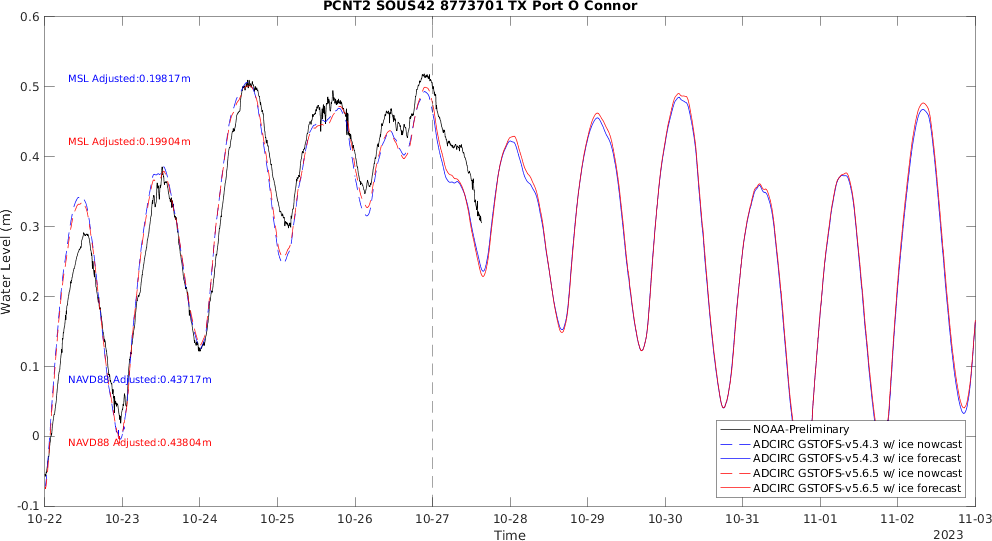 PCNT2 SOUS42 8773701 TX Port O Connor
Water Level (m)
0.6
0.5
0.4
0.3
0.2
0.1
0
-0.1
MSL Adjusted:0.19817m
MSL Adjusted:0.19904m
NAVD88 Adjusted:0.43717m
NAVD88 Adjusted:0.43804m
NOAA-Preliminary
ADCIRC GSTOFS-v5.4.3 w/ ice nowcast
ADCIRC GSTOFS-v5.4.3 w/ ice forecast
ADCIRC GSTOFS-v5.6.5 w/ ice nowcast
ADCIRC GSTOFS-v5.6.5 w/ ice forecast
10-22 10-23 10-24 10-25 10-26 10-27 10-28 10-29 10-30 10-31 11-01 11-02 11-03
Time
2023